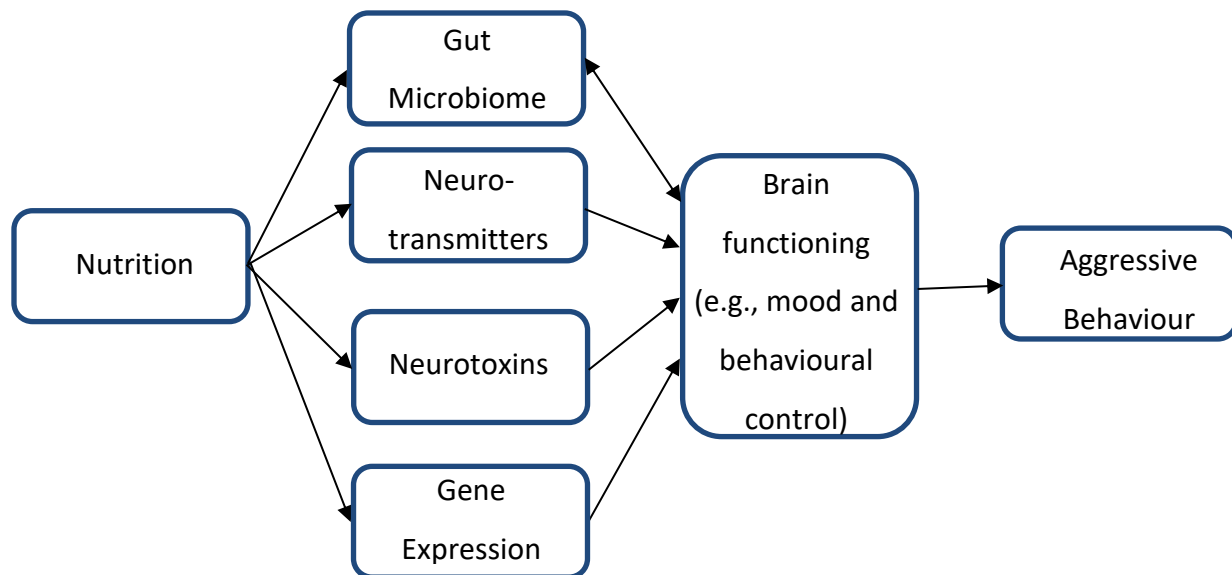 Gut
Microbiome
Neuro-
transmitters
Nutrition
Neurotoxins
Gene
Expression
Brain
functioning
(e.g., mood and
behavioural
control)
Aggressive
Behaviour